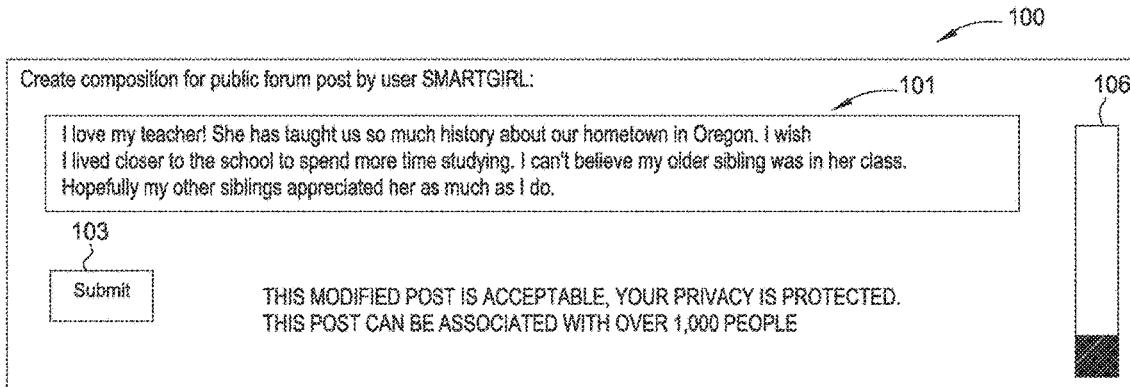 100
Create composition for public forum post by user SMARTGIRL:
101
106
I love my teacher! She has taught us so much history about our hometown in Oregon. I wish
I lived closer to the school to spend more time studying. I can't believe my older sibling was in her class.
Hopefully my other siblings appreciated her as much as I do.
103
Submit
THIS MODIFIED POST IS ACCEPTABLE, YOUR PRIVACY IS PROTECTED.
THIS POST CAN BE ASSOCIATED WITH OVER 1,000 PEOPLE